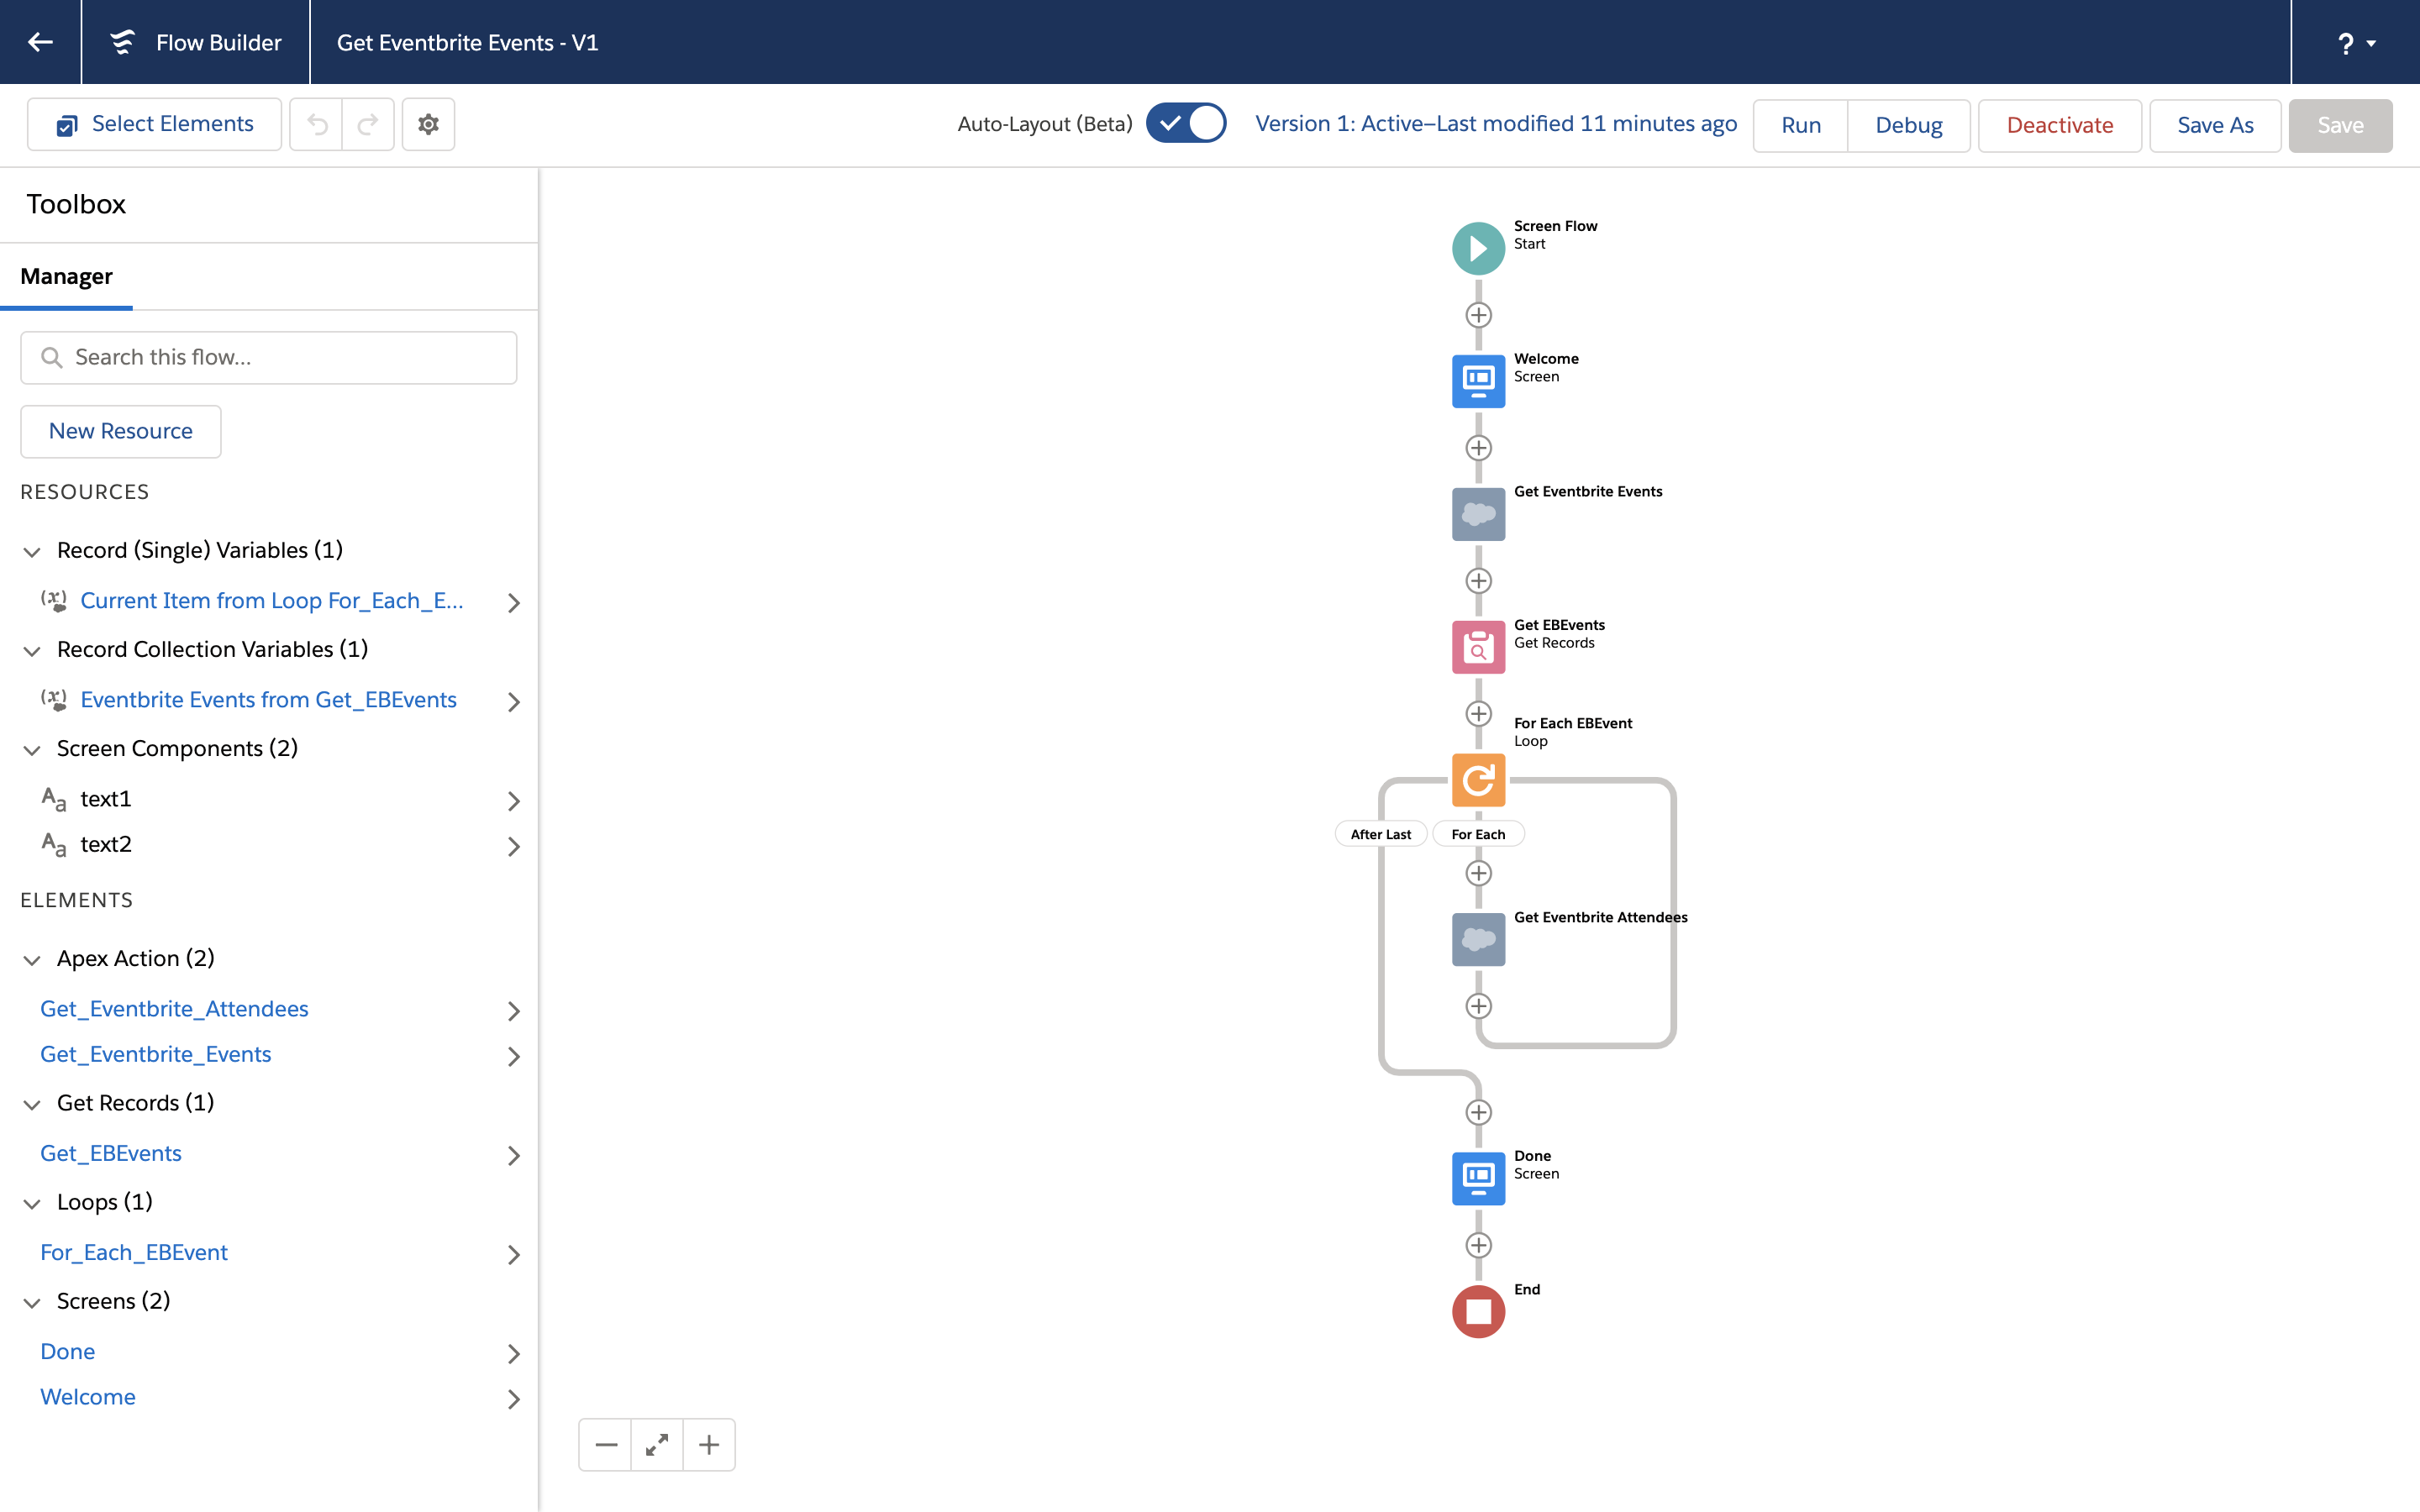 Flow Builder
Get Eventbrite Events - V1
?
Select Elements
Auto-Layout (Beta)
Version 1: Active–Last modified 11 minutes ago
Run
Debug
Deactivate
Save As
Save
Toolbox
Manager
Search this flow...
New Resource
RESOURCES
Record (Single) Variables (1)
Current Item from Loop For_Each_E...
Record Collection Variables (1)
Eventbrite Events from Get_EBEvents
Screen Components (2)
Aa text1
Aa text2
ELEMENTS
Apex Action (2)
Get_Eventbrite_Attendees
Get_Eventbrite_Events
Get Records (1)
Get_EBEvents
Loops (1)
For_Each_EBEvent
Screens (2)
Done
Welcome
Screen Flow
Start
Welcome
Screen
Get Eventbrite Events
Get EBEvents
Get Records
For Each EBEvent
Loop
After Last
For Each
Get Eventbrite Attendees
Done
Screen
End